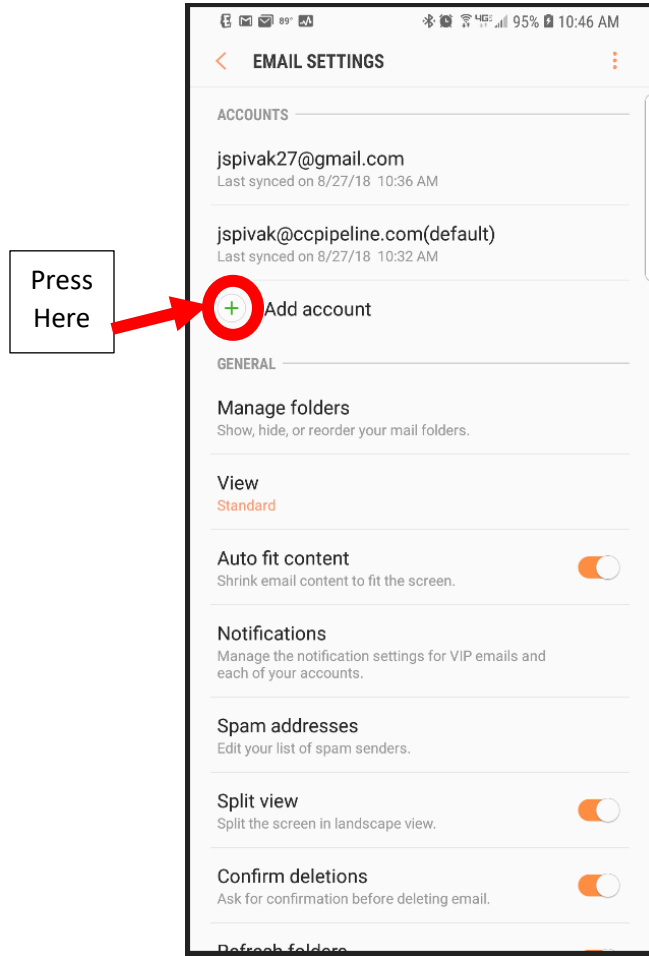 89° 4G 95% 10:46 AM
EMAIL SETTINGS
ACCOUNTS
jspivak27@gmail.com
Last synced on 8/27/18 10:36 AM
jspivak@ccpipeline.com(default)
Last synced on 8/27/18 10:32 AM
Press
Here
Add account
GENERAL
Manage folders
Show, hide, or reorder your mail folders.
View
Standard
Auto fit content
Shrink email content to fit the screen.
Notifications
Manage the notification settings for VIP emails and
each of your accounts.
Spam addresses
Edit your list of spam senders.
Split view
Split the screen in landscape view.
Confirm deletions
Ask for confirmation before deleting email.
Refresh folders